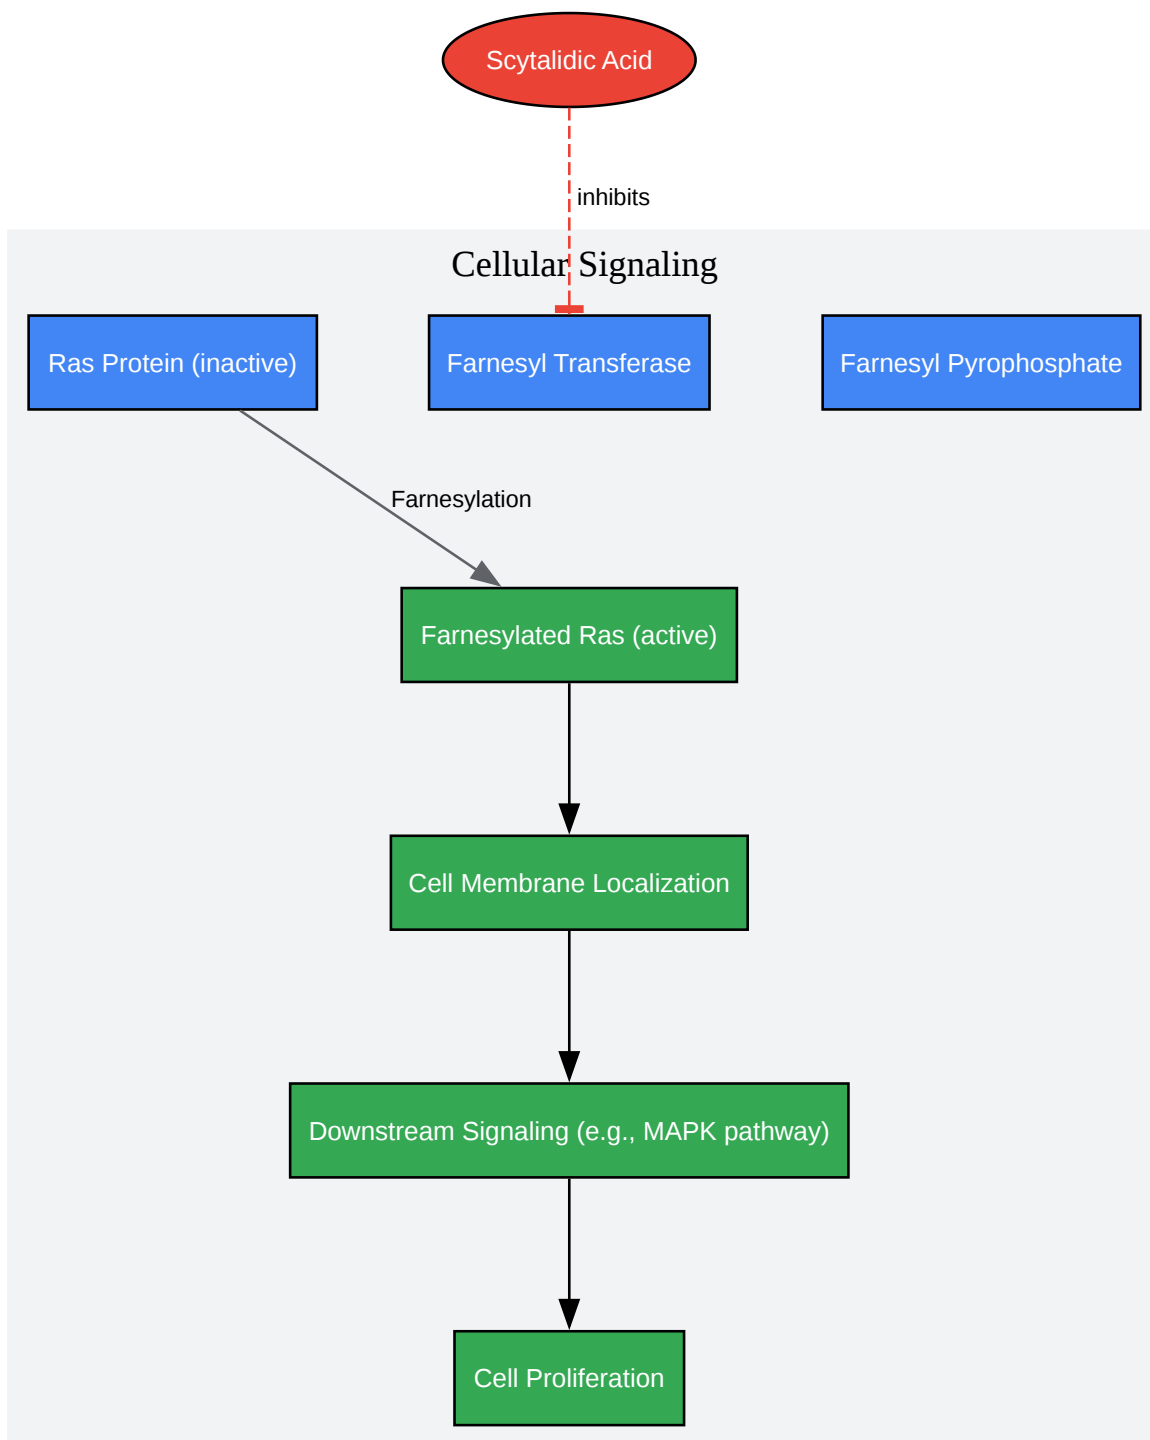 Scytalidic Acid
inhibits
Cellular Signaling
Ras Protein (inactive)
Farnesyl Transferase
Farnesyl Pyrophosphate
Farnesylation
Farnesylated Ras (active)
Cell Membrane Localization
Downstream Signaling (e.g., MAPK pathway)
Cell Proliferation